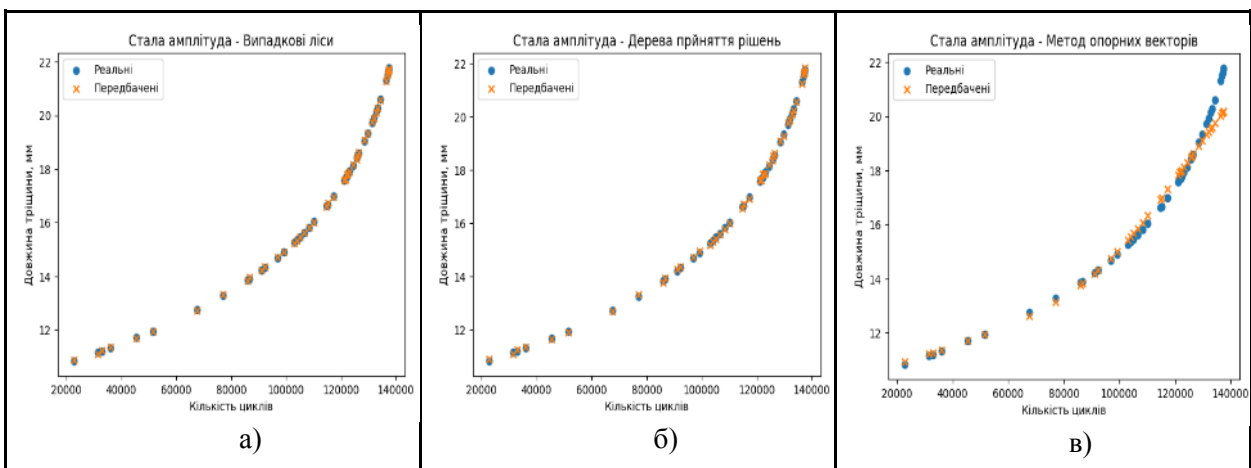 Стала амплітуда - Випадкові ліси
Реальні
Передбачені
Довжина тріщини, мм
22
20
18
16
14
12
20000 40000 60000 80000 100000 120000 140000
Кількість циклів
а)
Стала амплітуда - Дерева прйняття рішень
Реальні
Передбачені
Довжина тріщини, мм
22
20
18
16
14
12
20000 40000 60000 80000 100000 120000 140000
Кількість циклів
б)
Стала амплітуда - Метод опорних векторів
Реальні
Передбачені
Довжина тріщини, мм
22
20
18
16
14
12
20000 40000 60000 80000 100000 120000 140000
Кількість циклів
в)